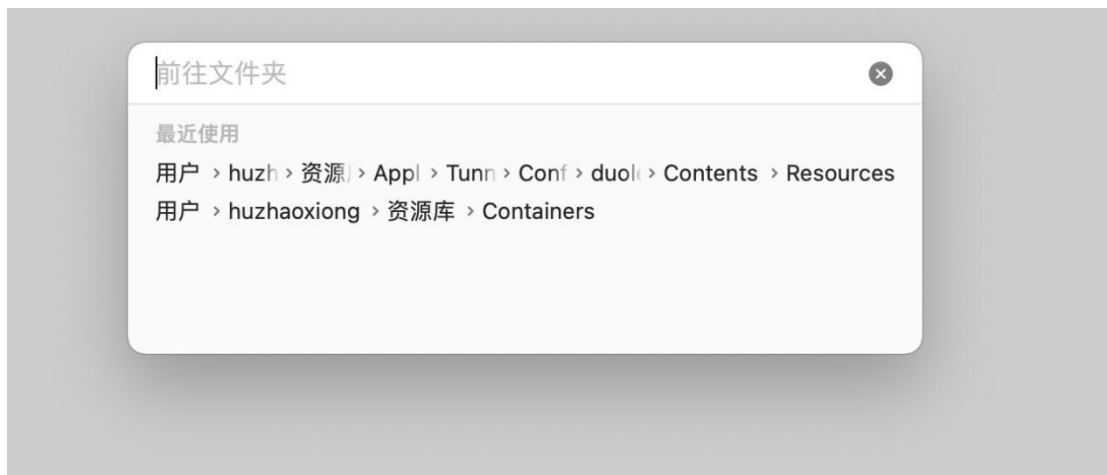 前往文件夹
最近使用
用户 › huzh › 资源 › Appl › Tunn › Conf › duol › Contents › Resources
用户 › huzhaoxiong › 资源库 › Containers